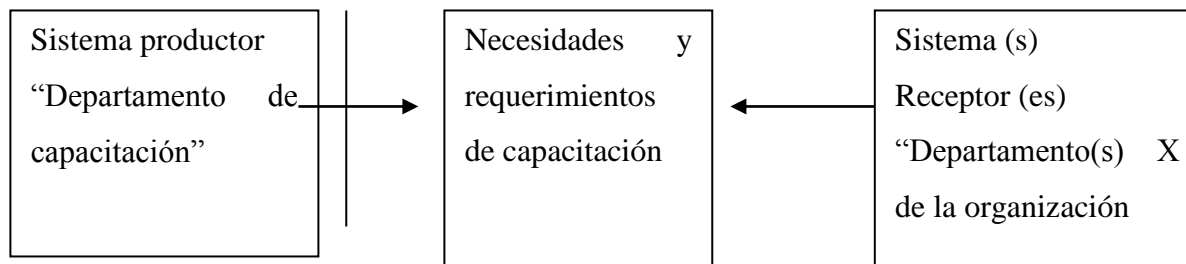 Sistema productor
“Departamento de
capacitación”
Necesidades y
requerimientos
de capacitación
Sistema (s)
Receptor (es)
“Departamento(s) X
de la organización